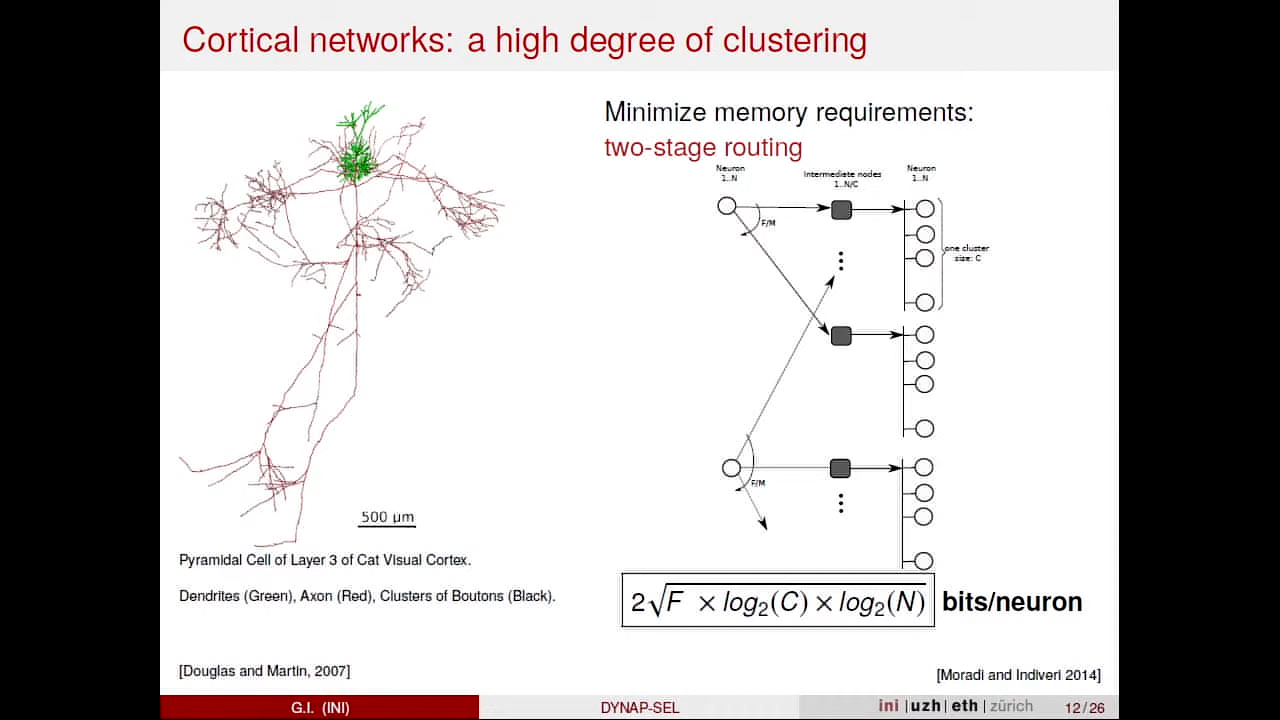 Cortical networks: a high degree of clustering
Minimize memory requirements:
two-stage routing
Neuron
1..N
Intermediate nodes
1..N/C
Neuron
1..N
F/M
one cluster
size: C
F/M
500 µm
Pyramidal Cell of Layer 3 of Cat Visual Cortex.
Dendrites (Green), Axon (Red), Clusters of Boutons (Black).
2√F × log₂(C) × log₂(N) bits/neuron
[Douglas and Martin, 2007]
[Moradi and Indiveri 2014]
G.I. (INI)
DYNAP-SEL
ini | uzh | eth | zürich
12 / 26